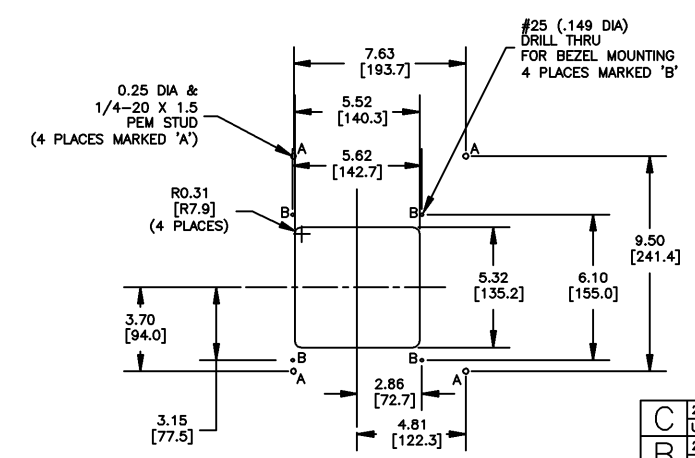 #25 (.149 DIA)
DRILL THRU
FOR BEZEL MOUNTING
4 PLACES MARKED 'B'
7.63
[193.7]
0.25 DIA &
1/4-20 X 1.5
PEM STUD
(4 PLACES MARKED 'A')
5.52
[140.3]
A
A
5.62
[142.7]
R0.31
[R7.9]
(4 PLACES)
B
B
9.50
[241.4]
5.32
[135.2]
6.10
[155.0]
3.70
[94.0]
B
B
A
A
2.86
[72.7]
3.15
[77.5]
4.81
[122.3]
C
B